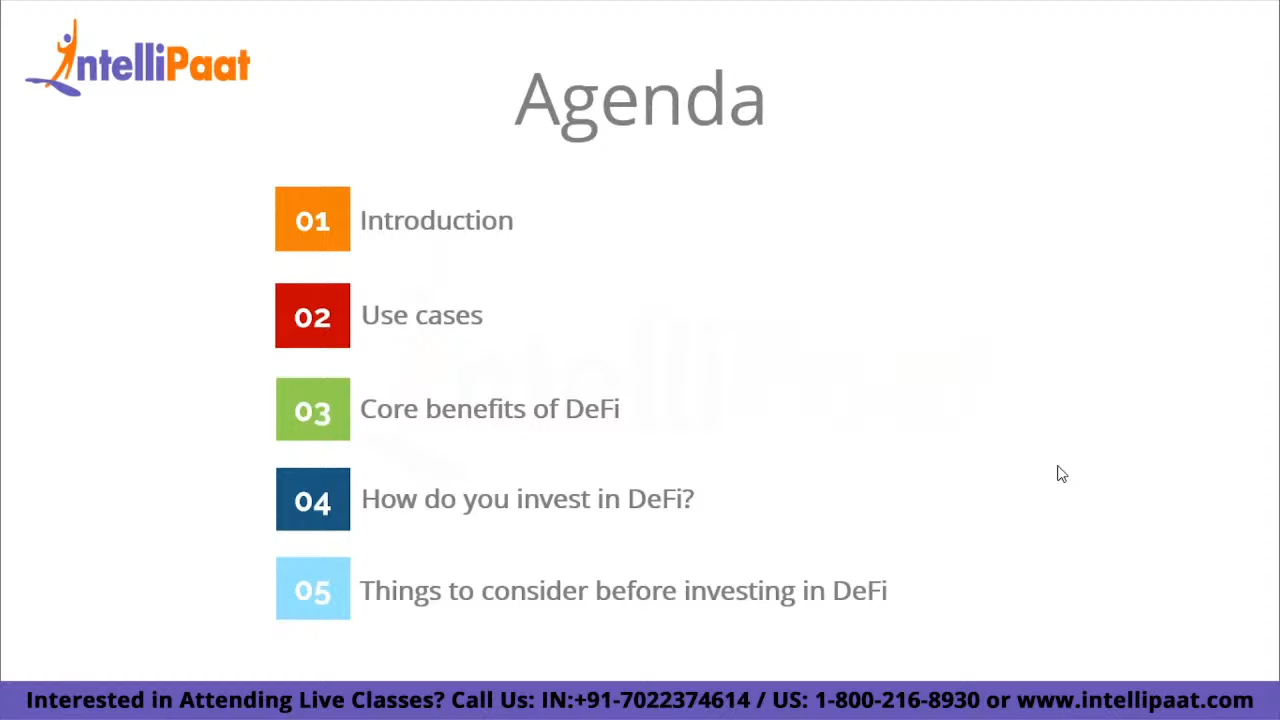 IntelliPaat
Agenda
01 Introduction
02 Use cases
03 Core benefits of DeFi
04 How do you invest in DeFi?
05 Things to consider before investing in DeFi
Interested in Attending Live Classes? Call Us: IN:+91-7022374614 / US: 1-800-216-8930 or www.intellipaat.com